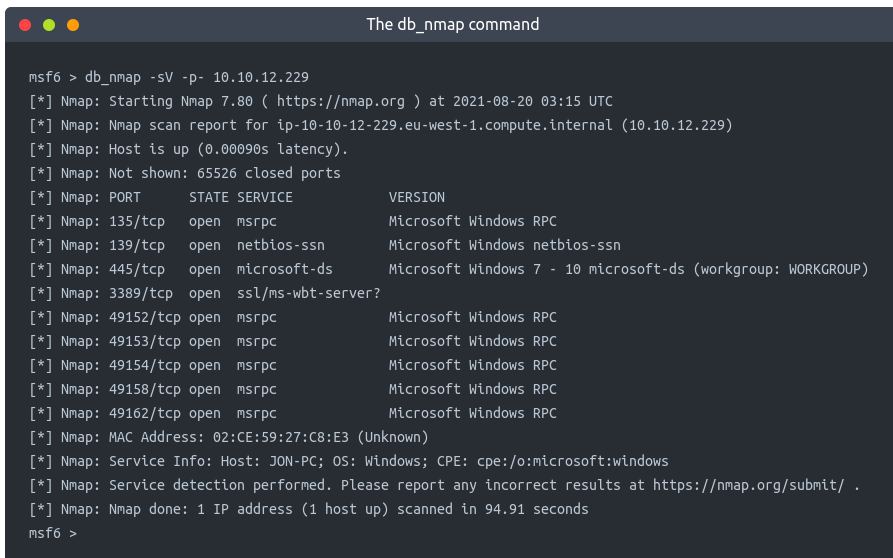 The db_nmap command
msf6 > db_nmap -sV -p- 10.10.12.229
[*] Nmap: Starting Nmap 7.80 ( https://nmap.org ) at 2021-08-20 03:15 UTC
[*] Nmap: Nmap scan report for ip-10-10-12-229.eu-west-1.compute.internal (10.10.12.229)
[*] Nmap: Host is up (0.00090s latency).
[*] Nmap: Not shown: 65526 closed ports
[*] Nmap: PORT      STATE SERVICE            VERSION
[*] Nmap: 135/tcp   open  msrpc              Microsoft Windows RPC
[*] Nmap: 139/tcp   open  netbios-ssn        Microsoft Windows netbios-ssn
[*] Nmap: 445/tcp   open  microsoft-ds       Microsoft Windows 7 - 10 microsoft-ds (workgroup: WORKGROUP)
[*] Nmap: 3389/tcp  open  ssl/ms-wbt-server?
[*] Nmap: 49152/tcp open  msrpc              Microsoft Windows RPC
[*] Nmap: 49153/tcp open  msrpc              Microsoft Windows RPC
[*] Nmap: 49154/tcp open  msrpc              Microsoft Windows RPC
[*] Nmap: 49158/tcp open  msrpc              Microsoft Windows RPC
[*] Nmap: 49162/tcp open  msrpc              Microsoft Windows RPC
[*] Nmap: MAC Address: 02:CE:59:27:C8:E3 (Unknown)
[*] Nmap: Service Info: Host: JON-PC; OS: Windows; CPE: cpe:/o:microsoft:windows
[*] Nmap: Service detection performed. Please report any incorrect results at https://nmap.org/submit/ .
[*] Nmap: Nmap done: 1 IP address (1 host up) scanned in 94.91 seconds
msf6 >